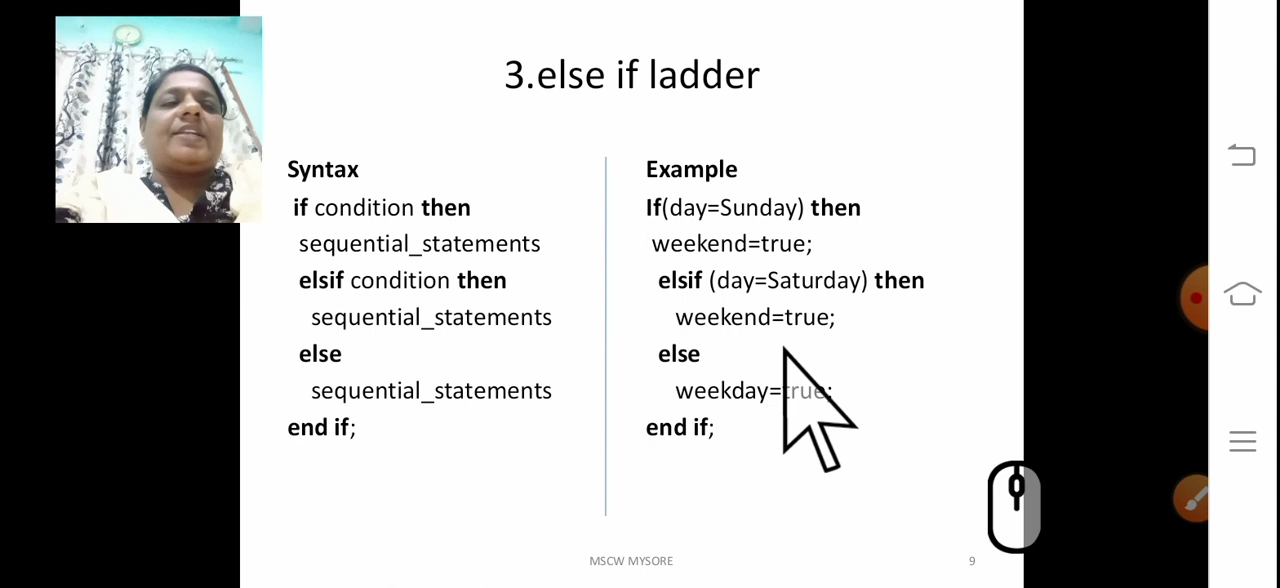 3.else if ladder
Syntax
if condition then
sequential_statements
elsif condition then
sequential_statements
else
sequential_statements
end if;
Example
If(day=Sunday) then
weekend=true;
elsif (day=Saturday) then
weekend=true;
else
weekday=true;
end if;
MSCW MYSORE
9